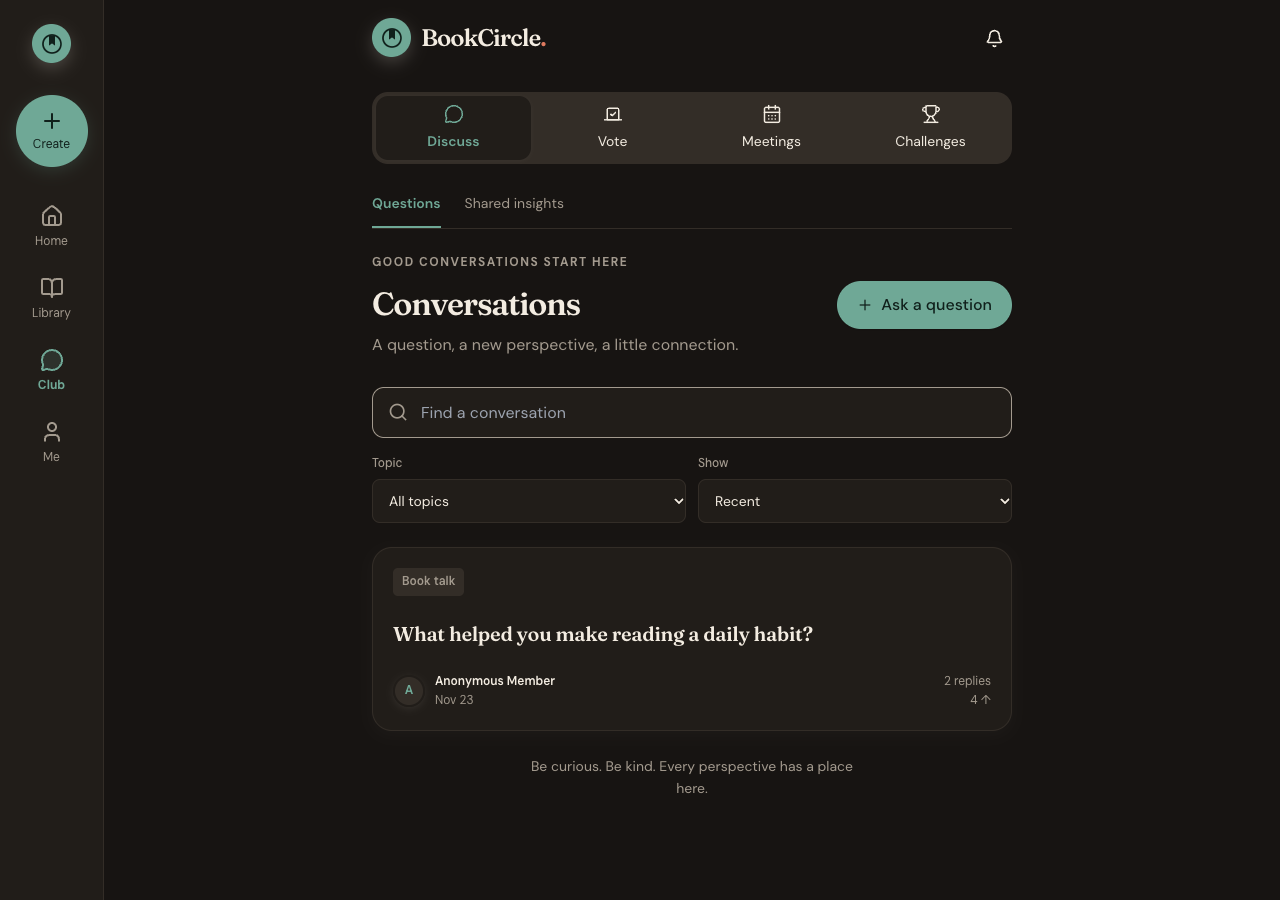 Create
Home
Library
Club
Me
BookCircle.
Discuss
Vote
Meetings
Challenges
Questions
Shared insights
GOOD CONVERSATIONS START HERE
Conversations
Ask a question
A question, a new perspective, a little connection.
Find a conversation
Topic
Show
All topics
Recent
Book talk
What helped you make reading a daily habit?
A
Anonymous Member
2 replies
Nov 23
4 ↑
Be curious. Be kind. Every perspective has a place
here.